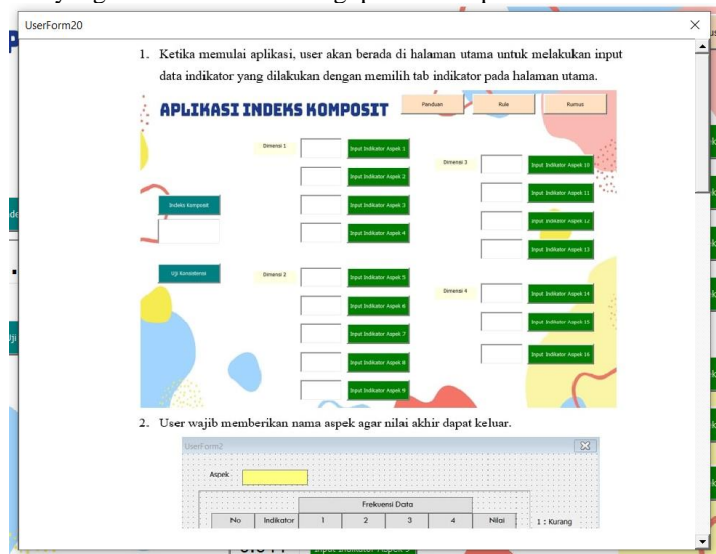 UserForm20
1. Ketika memulai aplikasi, user akan berada di halaman utama untuk melakukan input
data indikator yang dilakukan dengan memilih tab indikator pada halaman utama.
APLIKASI INDEKS KOMPOSIT
Panduan
Rule
Rumus
Dimensi 1
Input Indikator Aspek 1
Input Indikator Aspek 2
Input Indikator Aspek 3
Input Indikator Aspek 4
Indeks Komposit
Uji Konsistensi
Dimensi 2
Input Indikator Aspek 5
Input Indikator Aspek 6
Input Indikator Aspek 7
Input Indikator Aspek 8
Input Indikator Aspek 9
Dimensi 3
Input Indikator Aspek 10
Input Indikator Aspek 11
Input Indikator Aspek 12
Input Indikator Aspek 13
Dimensi 4
Input Indikator Aspek 14
Input Indikator Aspek 15
Input Indikator Aspek 16
2. User wajib memberikan nama aspek agar nilai akhir dapat keluar.
UserForm2
Aspek
Frekuensi Data
No Indikator 1 2 3 4 Nilai
1 : Kurang